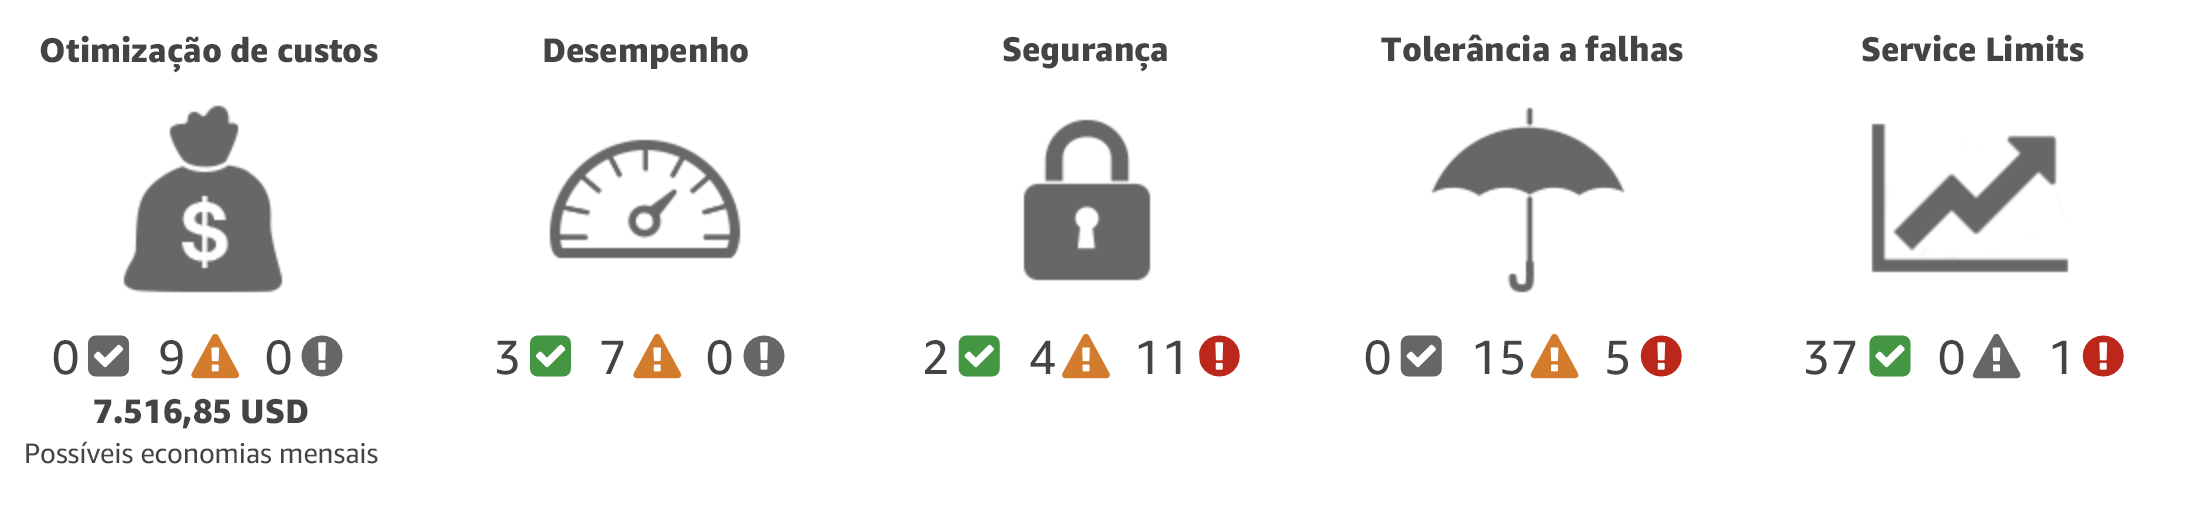 Otimização de custos
Desempenho
Segurança
Tolerância a falhas
Service Limits
$
0 9 0
3 7 0
2 4 11
0 15 5
37 0 1
7.516,85 USD
Possíveis economias mensais